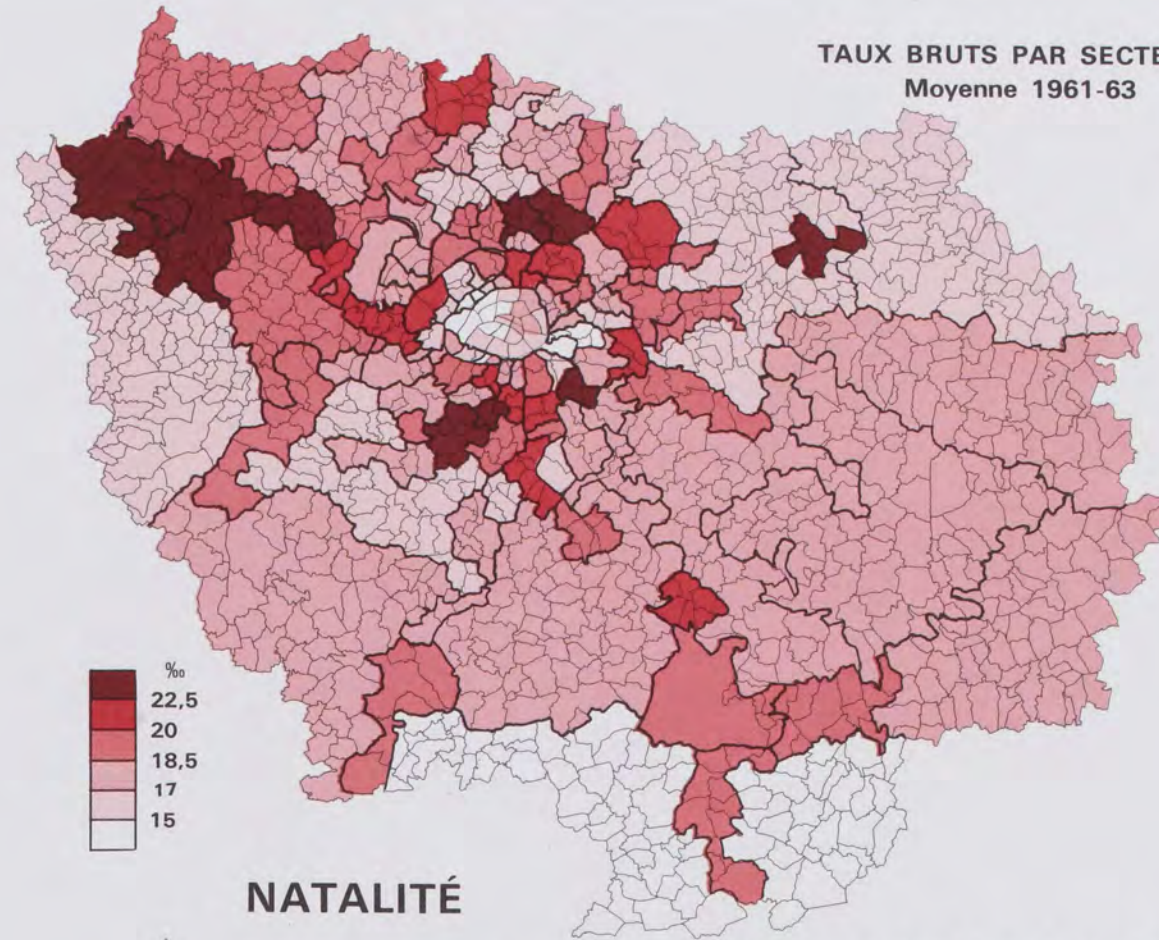 TAUX BRUTS PAR SECTE
Moyenne 1961-63
‰
22,5
20
18,5
17
15
NATALITÉ